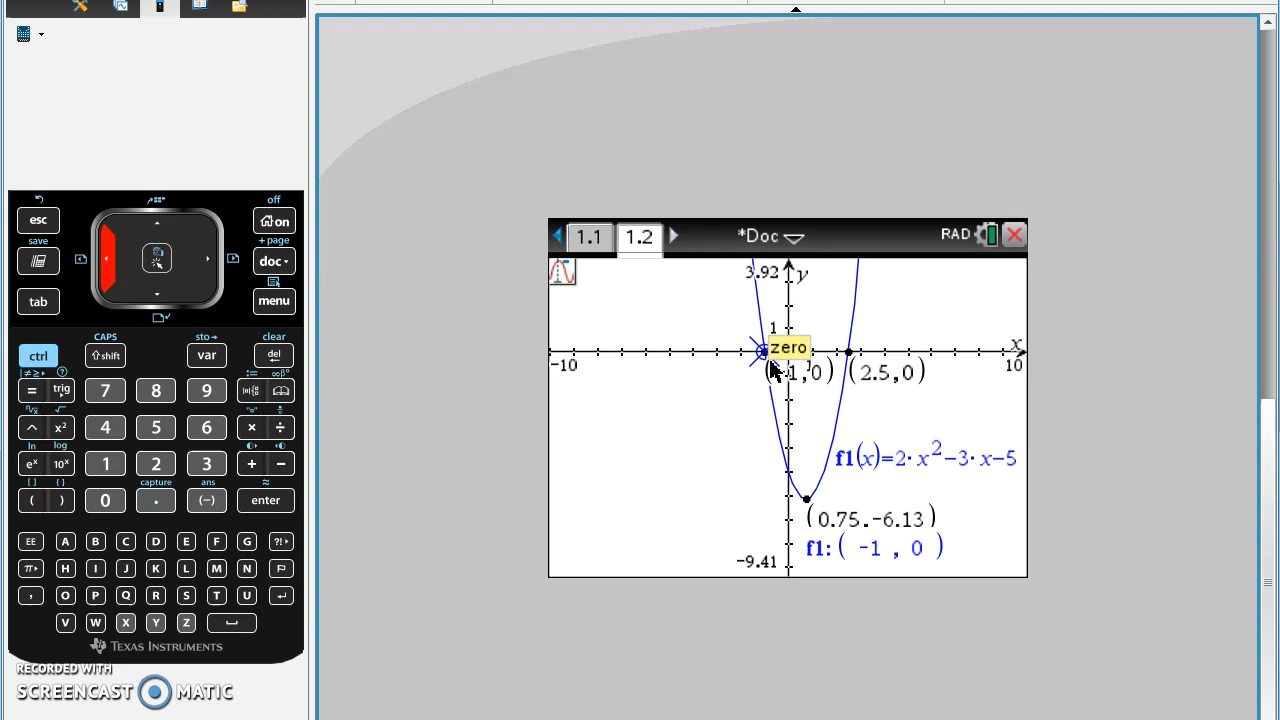 off
esc
on
save
+ page
doc
tab
menu
CAPS
sto→
clear
ctrl
⇧shift
var
del
|≠≥►
=
trig
7
8
9
ⁿ√x
√
^
x²
4
5
6
×
÷
ln
log
eˣ
10ˣ
1
2
3
+
−
[ ]
{ }
capture
ans
≈
(
)
0
.
(−)
enter
EE
A
B
C
D
E
F
G
?!▸
π▸
H
I
J
K
L
M
N
,
O
P
Q
R
S
T
U
V
W
X
Y
Z
TEXAS INSTRUMENTS
RECORDED WITH
SCREENCAST MATIC
1.1
1.2
*Doc
RAD
3.92
y
1
zero
x
-10
10
(-1,0)
(2.5,0)
f1(x)=2·x²-3·x-5
(0.75.-6.13)
f1: ( -1 , 0 )
-9.41